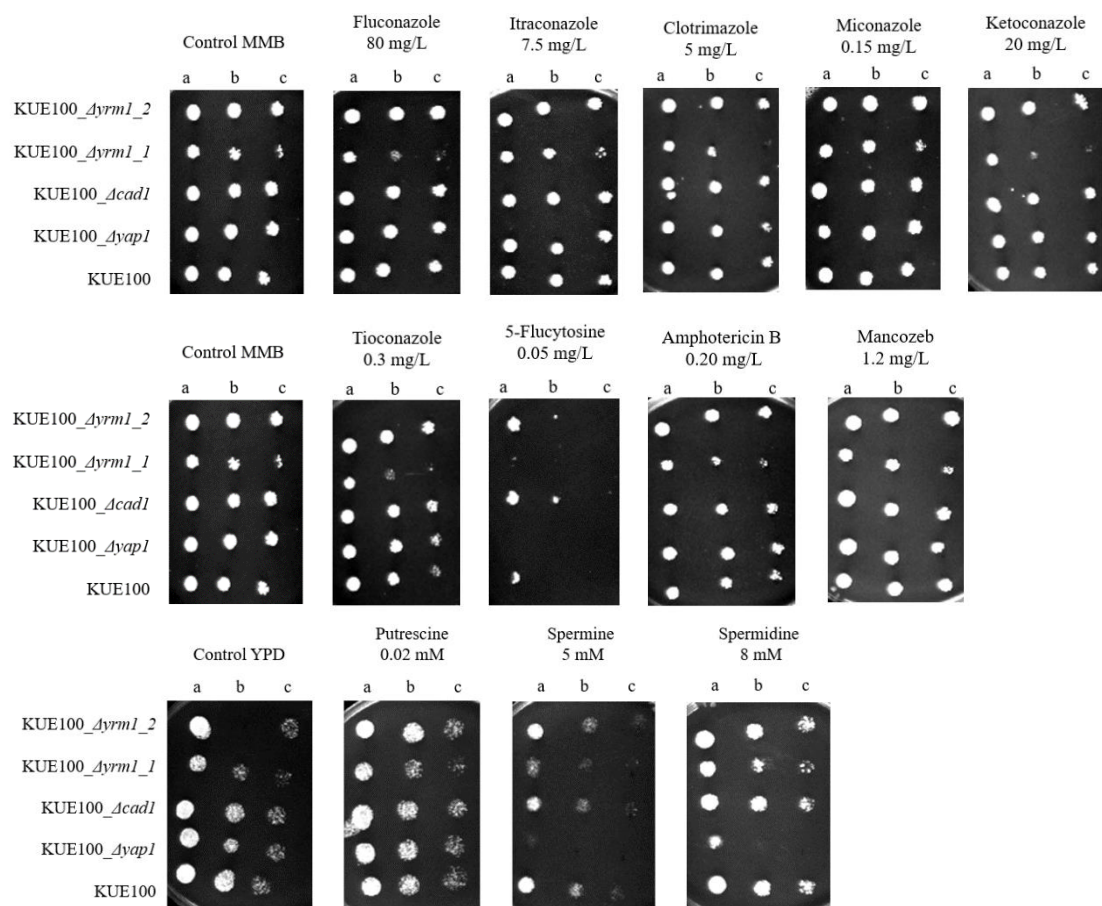 Control MMB
Fluconazole
80 mg/L
Itraconazole
7.5 mg/L
Clotrimazole
5 mg/L
Miconazole
0.15 mg/L
Ketoconazole
20 mg/L
a b c a b c a b c a b c a b c a b c
KUE100_Δyrm1_2
KUE100_Δyrm1_1
KUE100_Δcad1
KUE100_Δyap1
KUE100
Control MMB
Tioconazole
0.3 mg/L
5-Flucytosine
0.05 mg/L
Amphotericin B
0.20 mg/L
Mancozeb
1.2 mg/L
a b c a b c a b c a b c a b c
KUE100_Δyrm1_2
KUE100_Δyrm1_1
KUE100_Δcad1
KUE100_Δyap1
KUE100
Control YPD
Putrescine
0.02 mM
Spermine
5 mM
Spermidine
8 mM
a b c a b c a b c a b c
KUE100_Δyrm1_2
KUE100_Δyrm1_1
KUE100_Δcad1
KUE100_Δyap1
KUE100